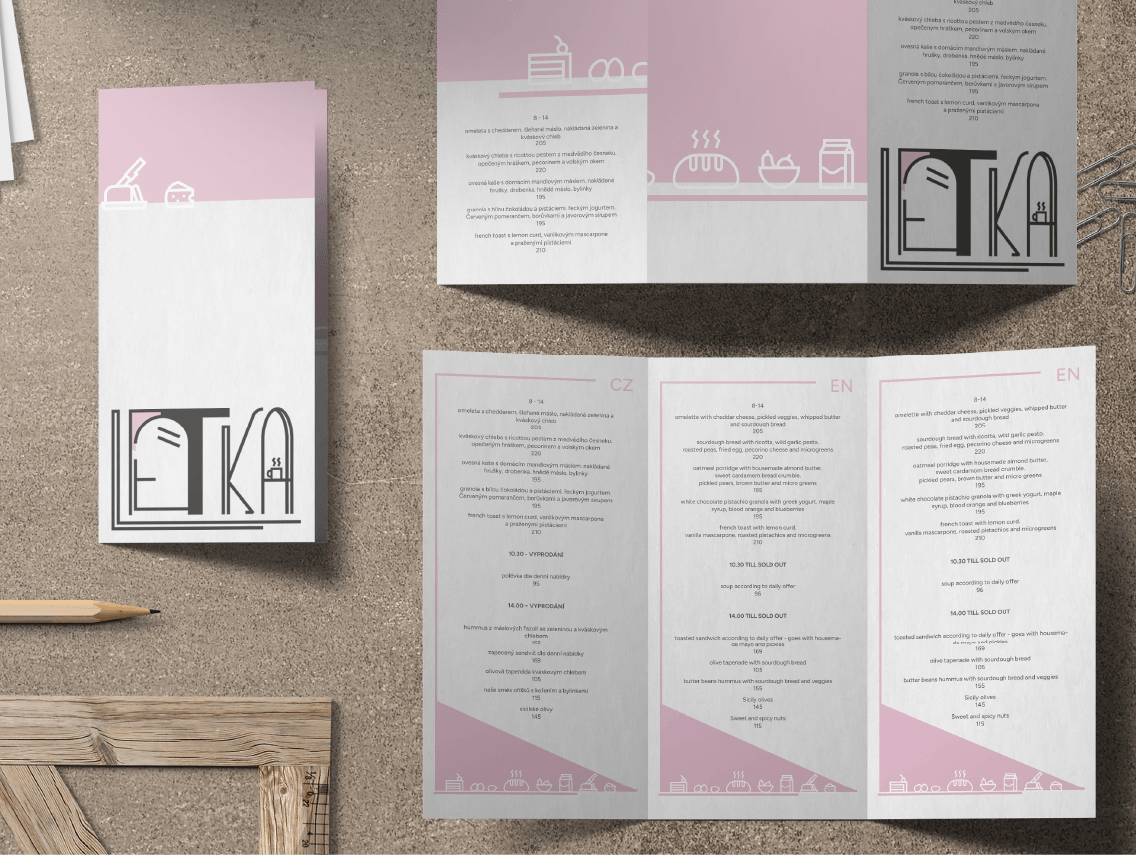 LETKA
8 - 14
omeleta s cheddarem, šlehané máslo, nakládaná zelenina a
kváskový chléb
205
kváskový chleba s ricottou pestem z medvědího česneku,
opečeným hráškem, pecorinem a volským okem
220
ovesná kaše s domácím mandlovým máslem, nakládané
hrušky, drobenka, hnědé máslo, bylinky
195
granola s bílou čokoládou a pistáciemi, řeckým jogurtem,
Červeným pomerančem, borůvkami a javorovým sirupem
195
french toast s lemon curd, vanilkovým mascarpone
a praženými pistáciemi
210
kváskový chléb
205
kváskový chleba s ricottou pestem z medvědího česneku,
opečeným hráškem, pecorinem a volským okem
220
ovesná kaše s domácím mandlovým máslem, nakládané
hrušky, drobenka, hnědé máslo, bylinky
195
granola s bílou čokoládou a pistáciemi, řeckým jogurtem,
Červeným pomerančem, borůvkami a javorovým sirupem
195
french toast s lemon curd, vanilkovým mascarpone
a praženými pistáciemi
210
LETKA
CZ
9 - 14
omeleta s cheddarem, šlehané máslo, nakládané zelenina a
kváskový chléb
205
kváskový chleba s ricottou pestem z medvědího česneku,
opečeným hráškem, pecorinem a volským okem
220
ovesná kaše s domácím mandlovým máslem, nakládané
hrušky, drobenka, hnědé máslo, bylinky
195
granola s bílou čokoládou a pistáciemi, řeckým jogurtem,
Červeným pomerančem, borůvkami a javorovým sirupem
195
french toast s lemon curd, vanilkovým mascarpone
a praženými pistáciemi
210
10.30 - VYPRODÁNÍ
polévka dle denní nabídky
95
14.00 – VYPRODÁNÍ
hummus z máslových fazolí se zeleninou a kváskovým
chlebem
zapečený sendvič dle denní nabídky
169
olivová tapenáda kváskovým chlebem
105
naše směs oříšků s kořením a bylinkami
115
sicilské olivy
145
EN
8-14
omelette with cheddar cheese, pickled veggies, whipped butter
and sourdough bread
205
sourdough bread with ricotta, wild garlic pesto,
roasted peas, fried egg, pecorino cheese and microgreens
220
oatmeal porridge with housemade almond butter,
sweet cardamom bread crumble,
pickled pears, brown butter and micro greens
195
white chocolate pistachio granola with greek yogurt, maple
syrup, blood orange and blueberries
195
french toast with lemon curd,
vanilla mascarpone, roasted pistachios and microgreens
210
10.30 TILL SOLD OUT
soup according to daily offer
96
14.00 TILL SOLD OUT
toasted sandwich according to daily offer - goes with housema-
de mayo and pickles
169
olive tapenade with sourdough bread
105
butter beans hummus with sourdough bread and veggies
155
Sicily olives
145
Sweet and spicy nuts
115
EN
8-14
omelette with cheddar cheese, pickled veggies, whipped butter
and sourdough bread
205
sourdough bread with ricotta, wild garlic pesto,
roasted peas, fried egg, pecorino cheese and microgreens
220
oatmeal porridge with housemade almond butter,
sweet cardamom bread crumble,
pickled pears, brown butter and micro greens
195
white chocolate pistachio granola with greek yogurt, maple
syrup, blood orange and blueberries
195
french toast with lemon curd,
vanilla mascarpone, roasted pistachios and microgreens
210
10.30 TILL SOLD OUT
soup according to daily offer
96
14.00 TILL SOLD OUT
toasted sandwich according to daily offer - goes with housema-
de mayo and pickles
169
olive tapenade with sourdough bread
105
butter beans hummus with sourdough bread and veggies
155
Sicily olives
145
Sweet and spicy nuts
115